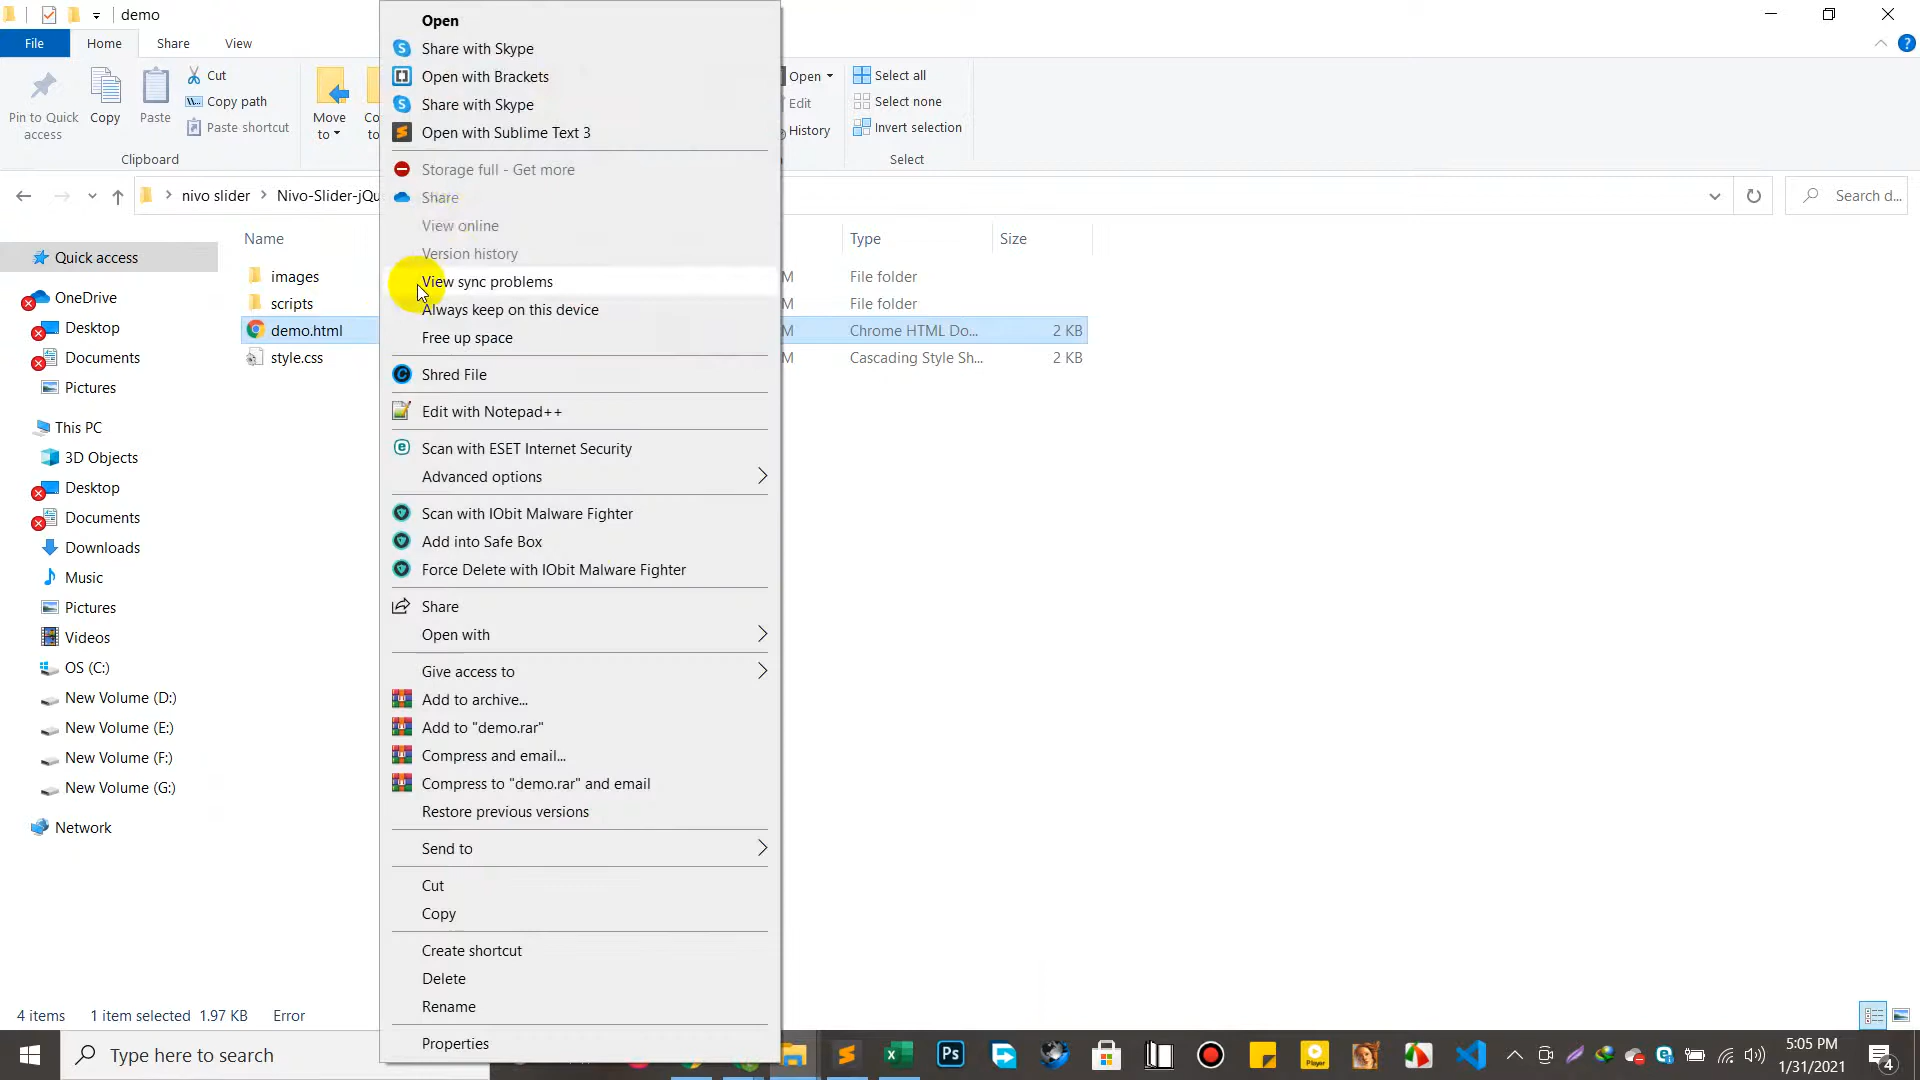 demo
File
Home
Share
View
Pin to Quick access
Copy
Paste
Cut
Copy path
Paste shortcut
Clipboard
Move to
Open
Edit
History
Select all
Select none
Invert selection
Select
nivo slider
Nivo-Slider-jQu
Search d...
Name
Type
Size
images
File folder
scripts
File folder
demo.html
Chrome HTML Do...
2 KB
style.css
Cascading Style Sh...
2 KB
Quick access
OneDrive
Desktop
Documents
Pictures
This PC
3D Objects
Desktop
Documents
Downloads
Music
Pictures
Videos
OS (C:)
New Volume (D:)
New Volume (E:)
New Volume (F:)
New Volume (G:)
Network
Open
Share with Skype
Open with Brackets
Share with Skype
Open with Sublime Text 3
Storage full - Get more
Share
View online
Version history
View sync problems
Always keep on this device
Free up space
Shred File
Edit with Notepad++
Scan with ESET Internet Security
Advanced options
Scan with IObit Malware Fighter
Add into Safe Box
Force Delete with IObit Malware Fighter
Share
Open with
Give access to
Add to archive...
Add to "demo.rar"
Compress and email...
Compress to "demo.rar" and email
Restore previous versions
Send to
Cut
Copy
Create shortcut
Delete
Rename
Properties
4 items
1 item selected 1.97 KB
Error
Type here to search
Ps
5:05 PM
1/31/2021
4